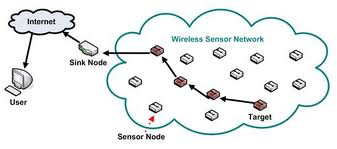 Internet
Wireless Sensor Network
Sink Node
User
Target
Sensor Node